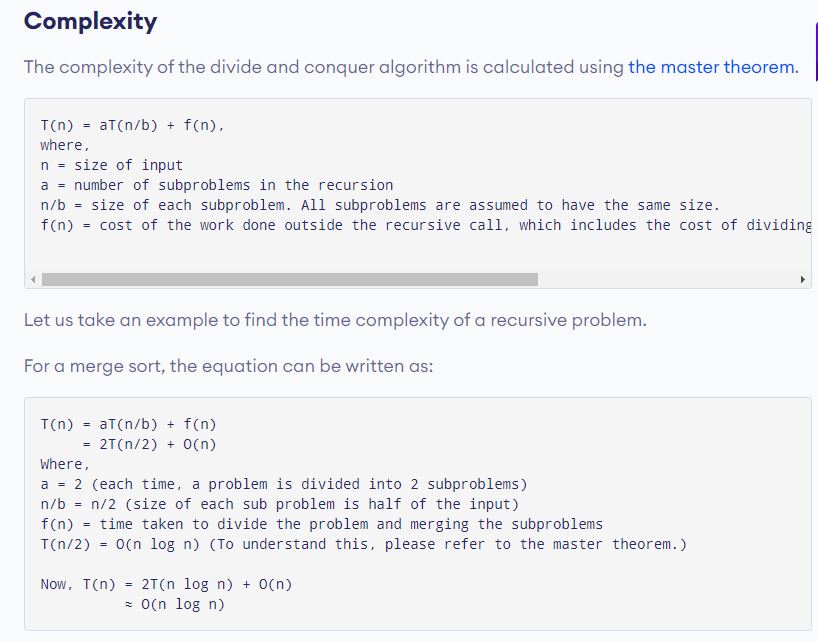 Complexity
The complexity of the divide and conquer algorithm is calculated using the master theorem.
T(n) = aT(n/b) + f(n),
where,
n = size of input
a = number of subproblems in the recursion
n/b = size of each subproblem. All subproblems are assumed to have the same size.
f(n) = cost of the work done outside the recursive call, which includes the cost of dividing
Let us take an example to find the time complexity of a recursive problem.
For a merge sort, the equation can be written as:
T(n) = aT(n/b) + f(n)
= 2T(n/2) + O(n)
Where,
a = 2 (each time, a problem is divided into 2 subproblems)
n/b = n/2 (size of each sub problem is half of the input)
f(n) = time taken to divide the problem and merging the subproblems
T(n/2) = O(n log n) (To understand this, please refer to the master theorem.)
Now, T(n) = 2T(n log n) + O(n)
≈ O(n log n)